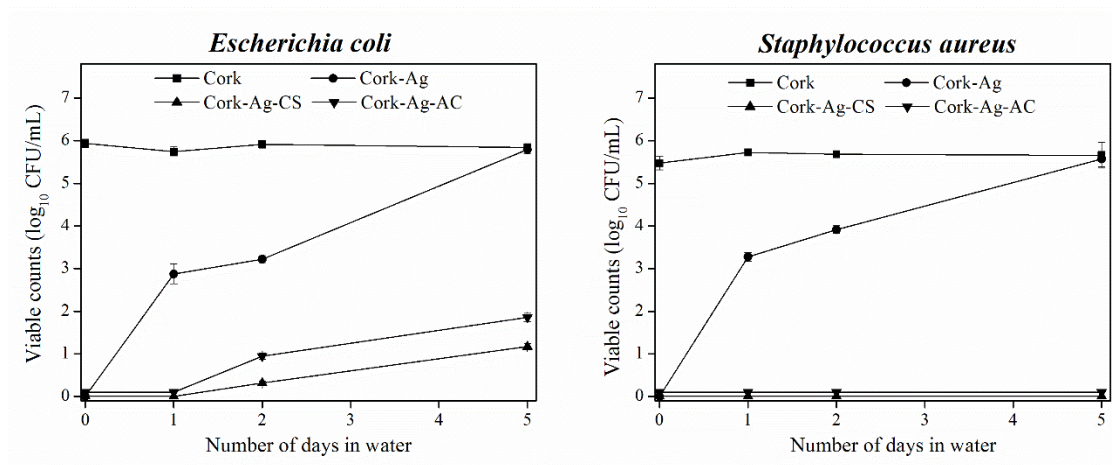 Escherichia coli
Cork Cork-Ag
Cork-Ag-CS Cork-Ag-AC
7
6
5
4
3
2
1
0
Viable counts (log₁₀ CFU/mL)
0 1 2 3 4 5
Number of days in water
Staphylococcus aureus
Cork Cork-Ag
Cork-Ag-CS Cork-Ag-AC
7
6
5
4
3
2
1
0
Viable counts (log₁₀ CFU/mL)
0 1 2 3 4 5
Number of days in water